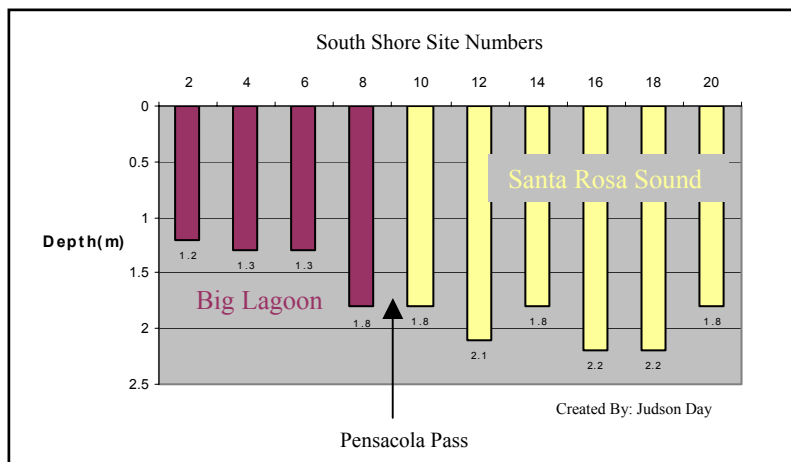 South Shore Site Numbers
2 4 6 8 10 12 14 16 18 20
0
0.5
Santa Rosa Sound
1
Depth(m)
1.2 1.3 1.3
1.5
Big Lagoon
1.8 1.8 1.8 1.8
2
2.1
2.2 2.2
2.5
Created By: Judson Day
Pensacola Pass